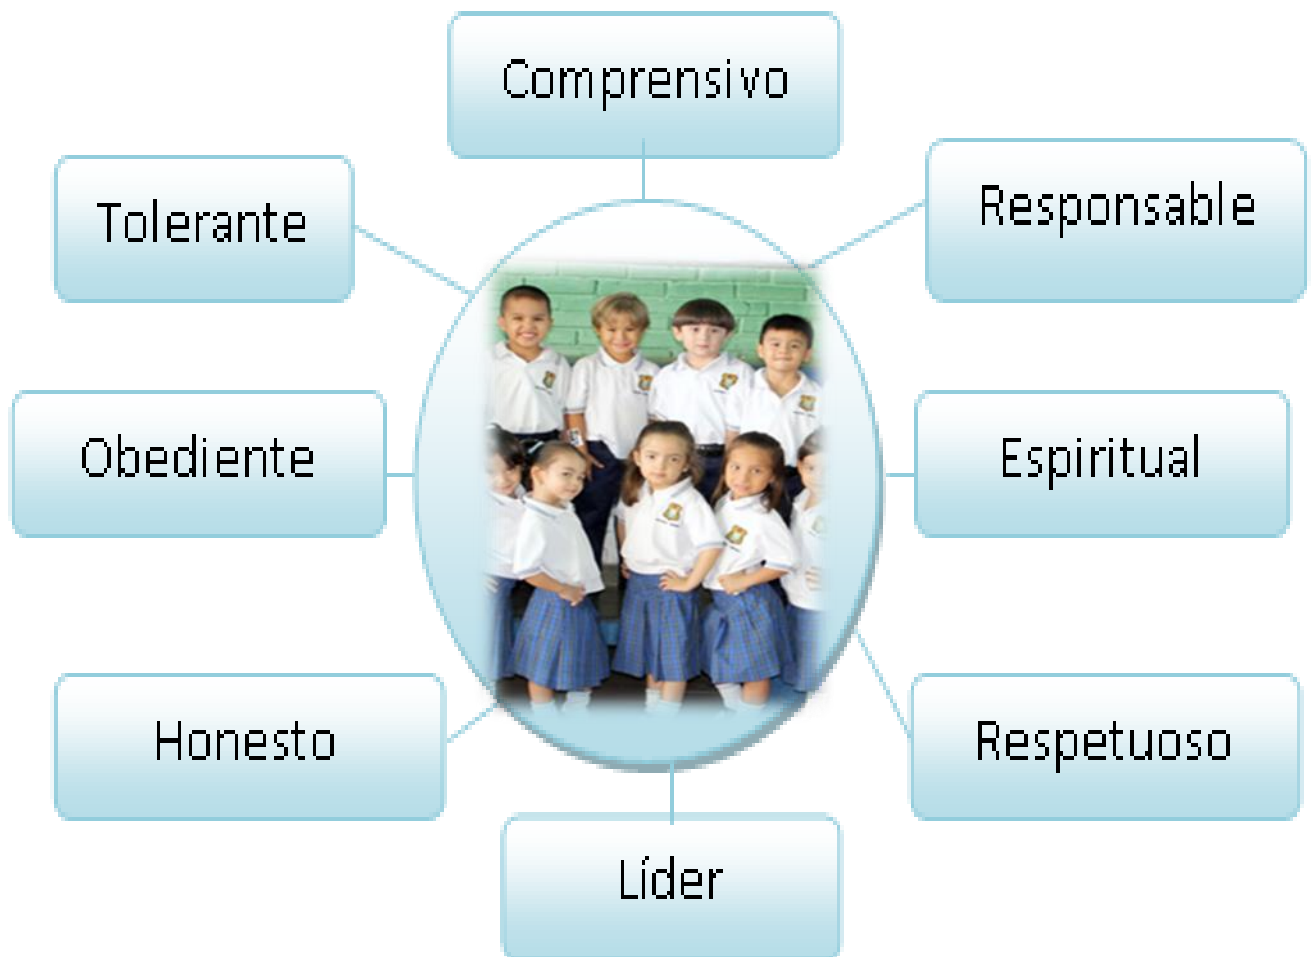 Comprensivo
Tolerante
Responsable
Obediente
Espiritual
Honesto
Respetuoso
Líder